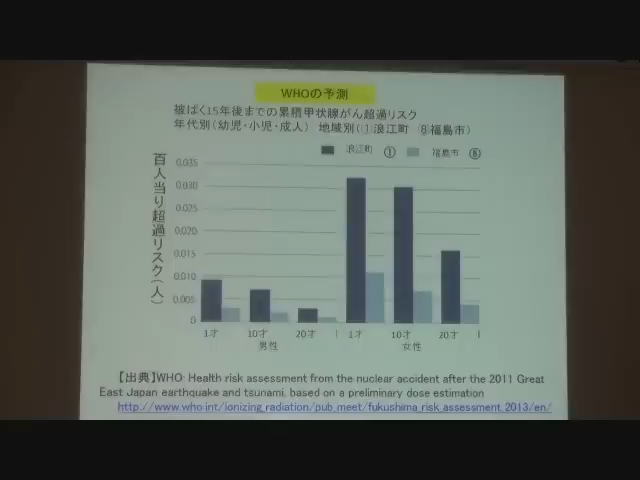 WHOの予測
被ばく15年後までの累積甲状腺がん超過リスク
年代別(幼児・小児・成人) 地域別(①浪江町 ⑧福島市)
浪江町 ① 福島市 ⑧
百人当り超過リスク(人)
0.035
0.030
0.025
0.020
0.015
0.010
0.005
0
1才 10才 20才 1才 10才 20才
男性 女性
【出典】WHO: Health risk assessment from the nuclear accident after the 2011 Great
East Japan earthquake and tsunami, based on a preliminary dose estimation
http://www.who.int/ionizing_radiation/pub_meet/fukushima_risk_assessment_2013/en/